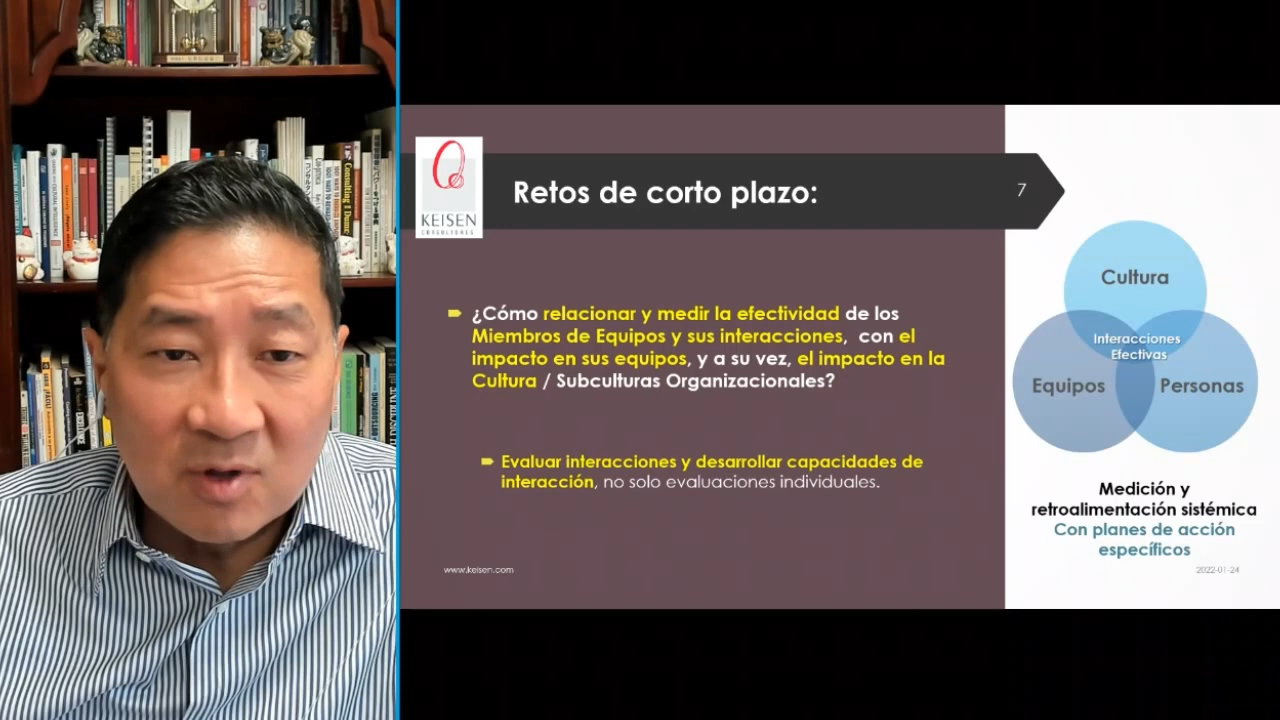 Consulting
KEISEN
CONSULTORES
Retos de corto plazo:
7
¿Cómo relacionar y medir la efectividad de los
Miembros de Equipos y sus interacciones, con el
impacto en sus equipos, y a su vez, el impacto en la
Cultura / Subculturas Organizacionales?
Evaluar interacciones y desarrollar capacidades de
interacción, no solo evaluaciones individuales.
www.keisen.com
Cultura
Interacciones
Efectivas
Equipos
Personas
Medición y
retroalimentación sistémica
Con planes de acción
específicos
2022-01-24